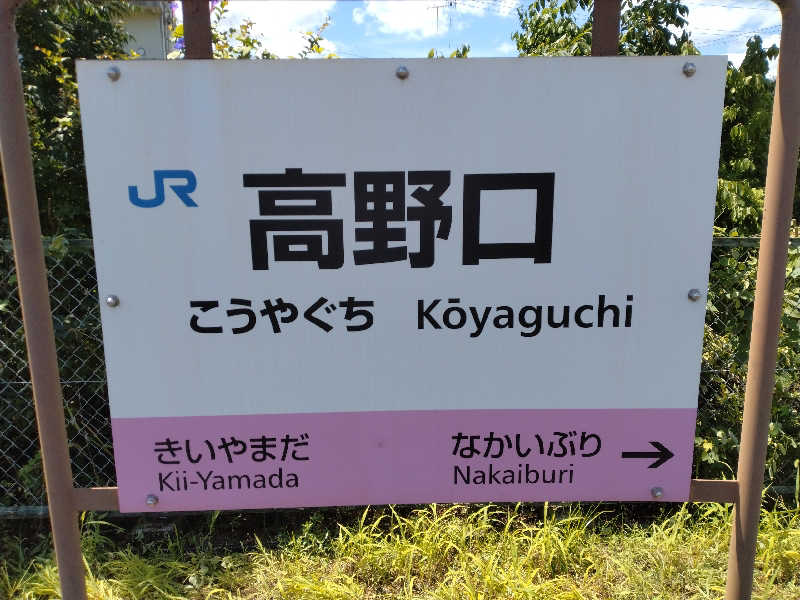 JR
高野口
こうやぐち Kōyaguchi
きいやまだ なかいぶり →
Kii-Yamada Nakaiburi